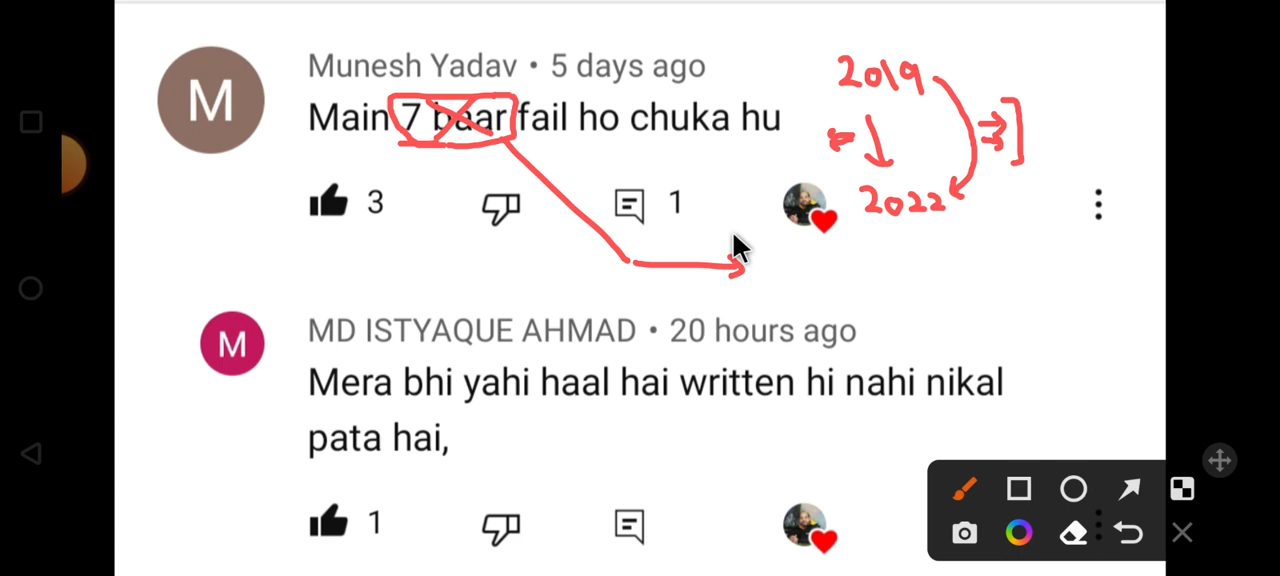 Munesh Yadav • 5 days ago
Main 7 baar fail ho chuka hu
3
1
2019
2022
M
MD ISTYAQUE AHMAD • 20 hours ago
M
Mera bhi yahi haal hai written hi nahi nikal
pata hai,
1